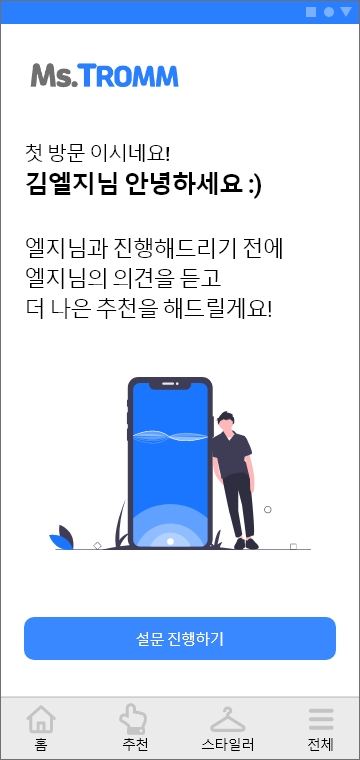 Ms.TROMM
첫 방문 이시네요!
김엘지님 안녕하세요 :)
엘지님과 진행해드리기 전에
엘지님의 의견을 듣고
더 나은 추천을 해드릴게요!
설문 진행하기
홈 추천 스타일러 전체